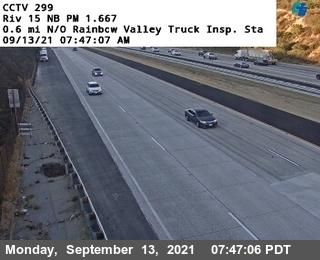 CCTV 299
Riv 15 NB PM 1.667
0.6 mi N/O Rainbcw Valley Truck Insp. Sta
09/13/21 07:47:07 AM
Monday, September 13, 2021 07:47:06 PDT